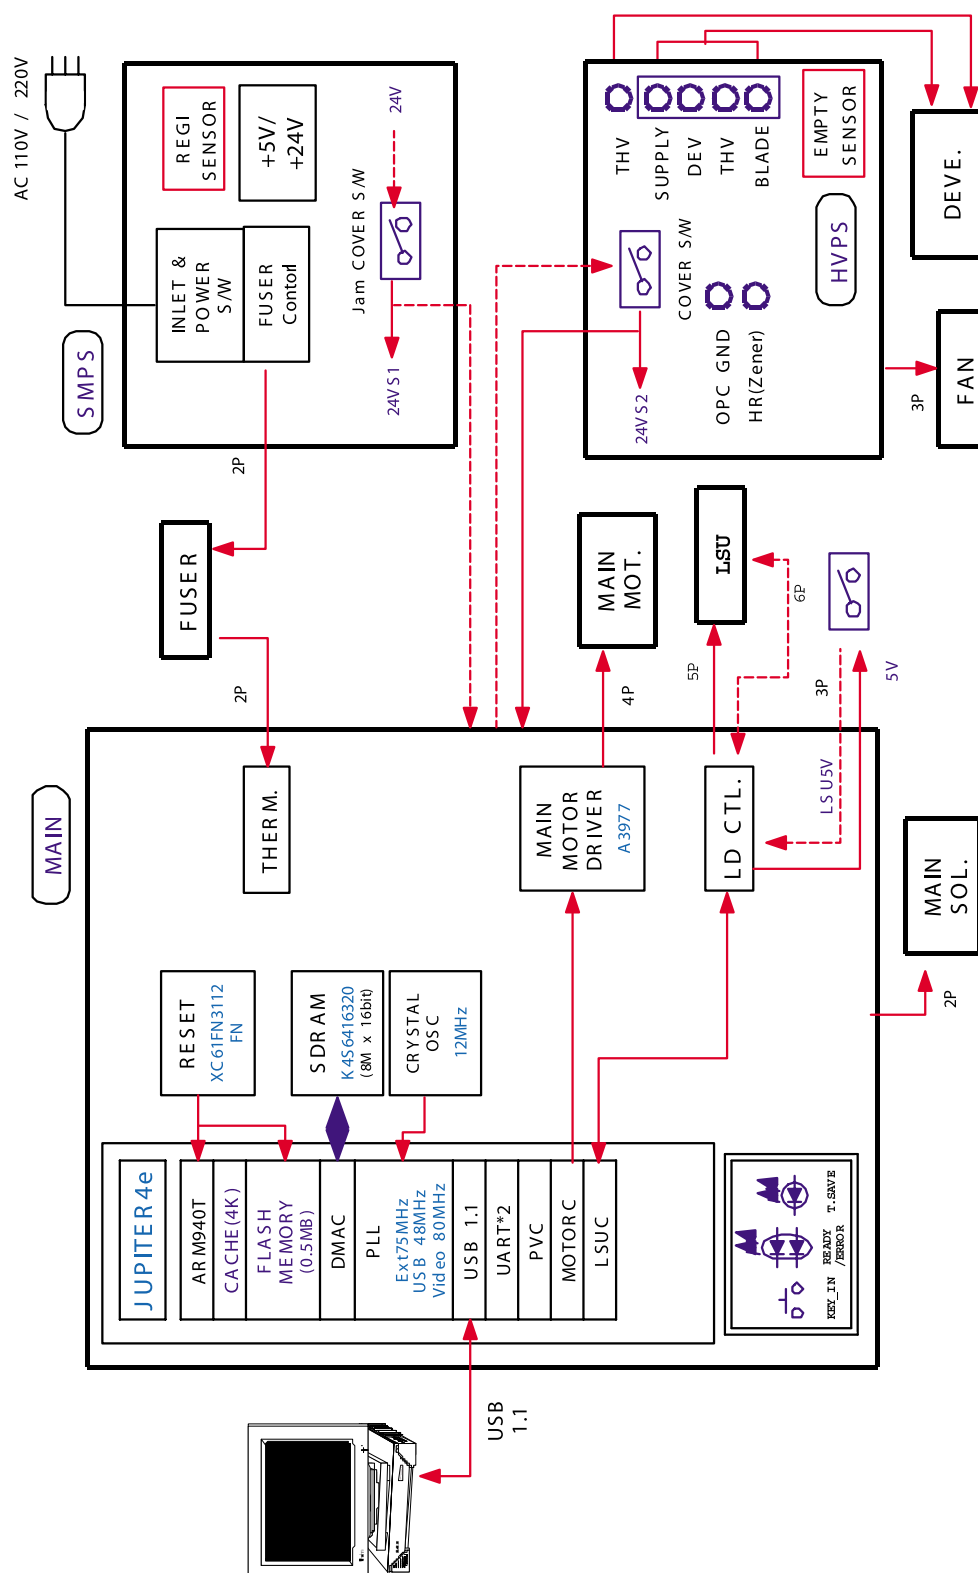 AC 110V / 220V
SMPS
REGI
SENSOR
+5V/
+24V
INLET &
POWER
S/W
FUSER
Contorl
Jam COVER S/W
24V
24VS1
2P
FUSER
2P
THV
SUPPLY
DEV
THV
BLADE
EMPTY
SENSOR
HVPS
COVER S/W
24VS2
OPC GND
HR(Zener)
DEVE.
3P
FAN
MAIN
MOT.
4P
LSU
5P
6P
3P
5V
LSU5V
MAIN
THERM.
MAIN
MOTOR
DRIVER
A3977
LD CTL.
MAIN
SOL.
2P
RESET
XC61FN3112
FN
SDRAM
K4S6416320
(8M x 16bit)
CRYSTAL
OSC
12MHz
JUPITER4e
ARM940T
CACHE(4K)
FLASH
MEMORY
(0.5MB)
DMAC
PLL
Ext75MHz
USB 48MHz
Video 80MHz
USB 1.1
UART*2
PVC
MOTORC
LSUC
KEY_IN
READY
/ERROR
T.SAVE
USB
1.1